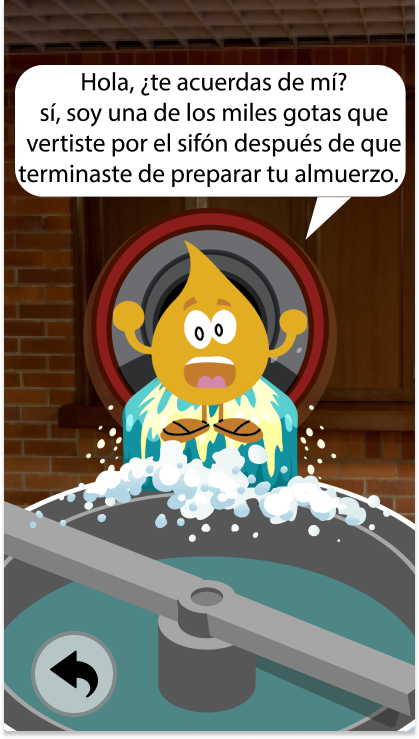 Hola, ¿te acuerdas de mí?
sí, soy una de los miles gotas que
vertiste por el sifón después de que
terminaste de preparar tu almuerzo.